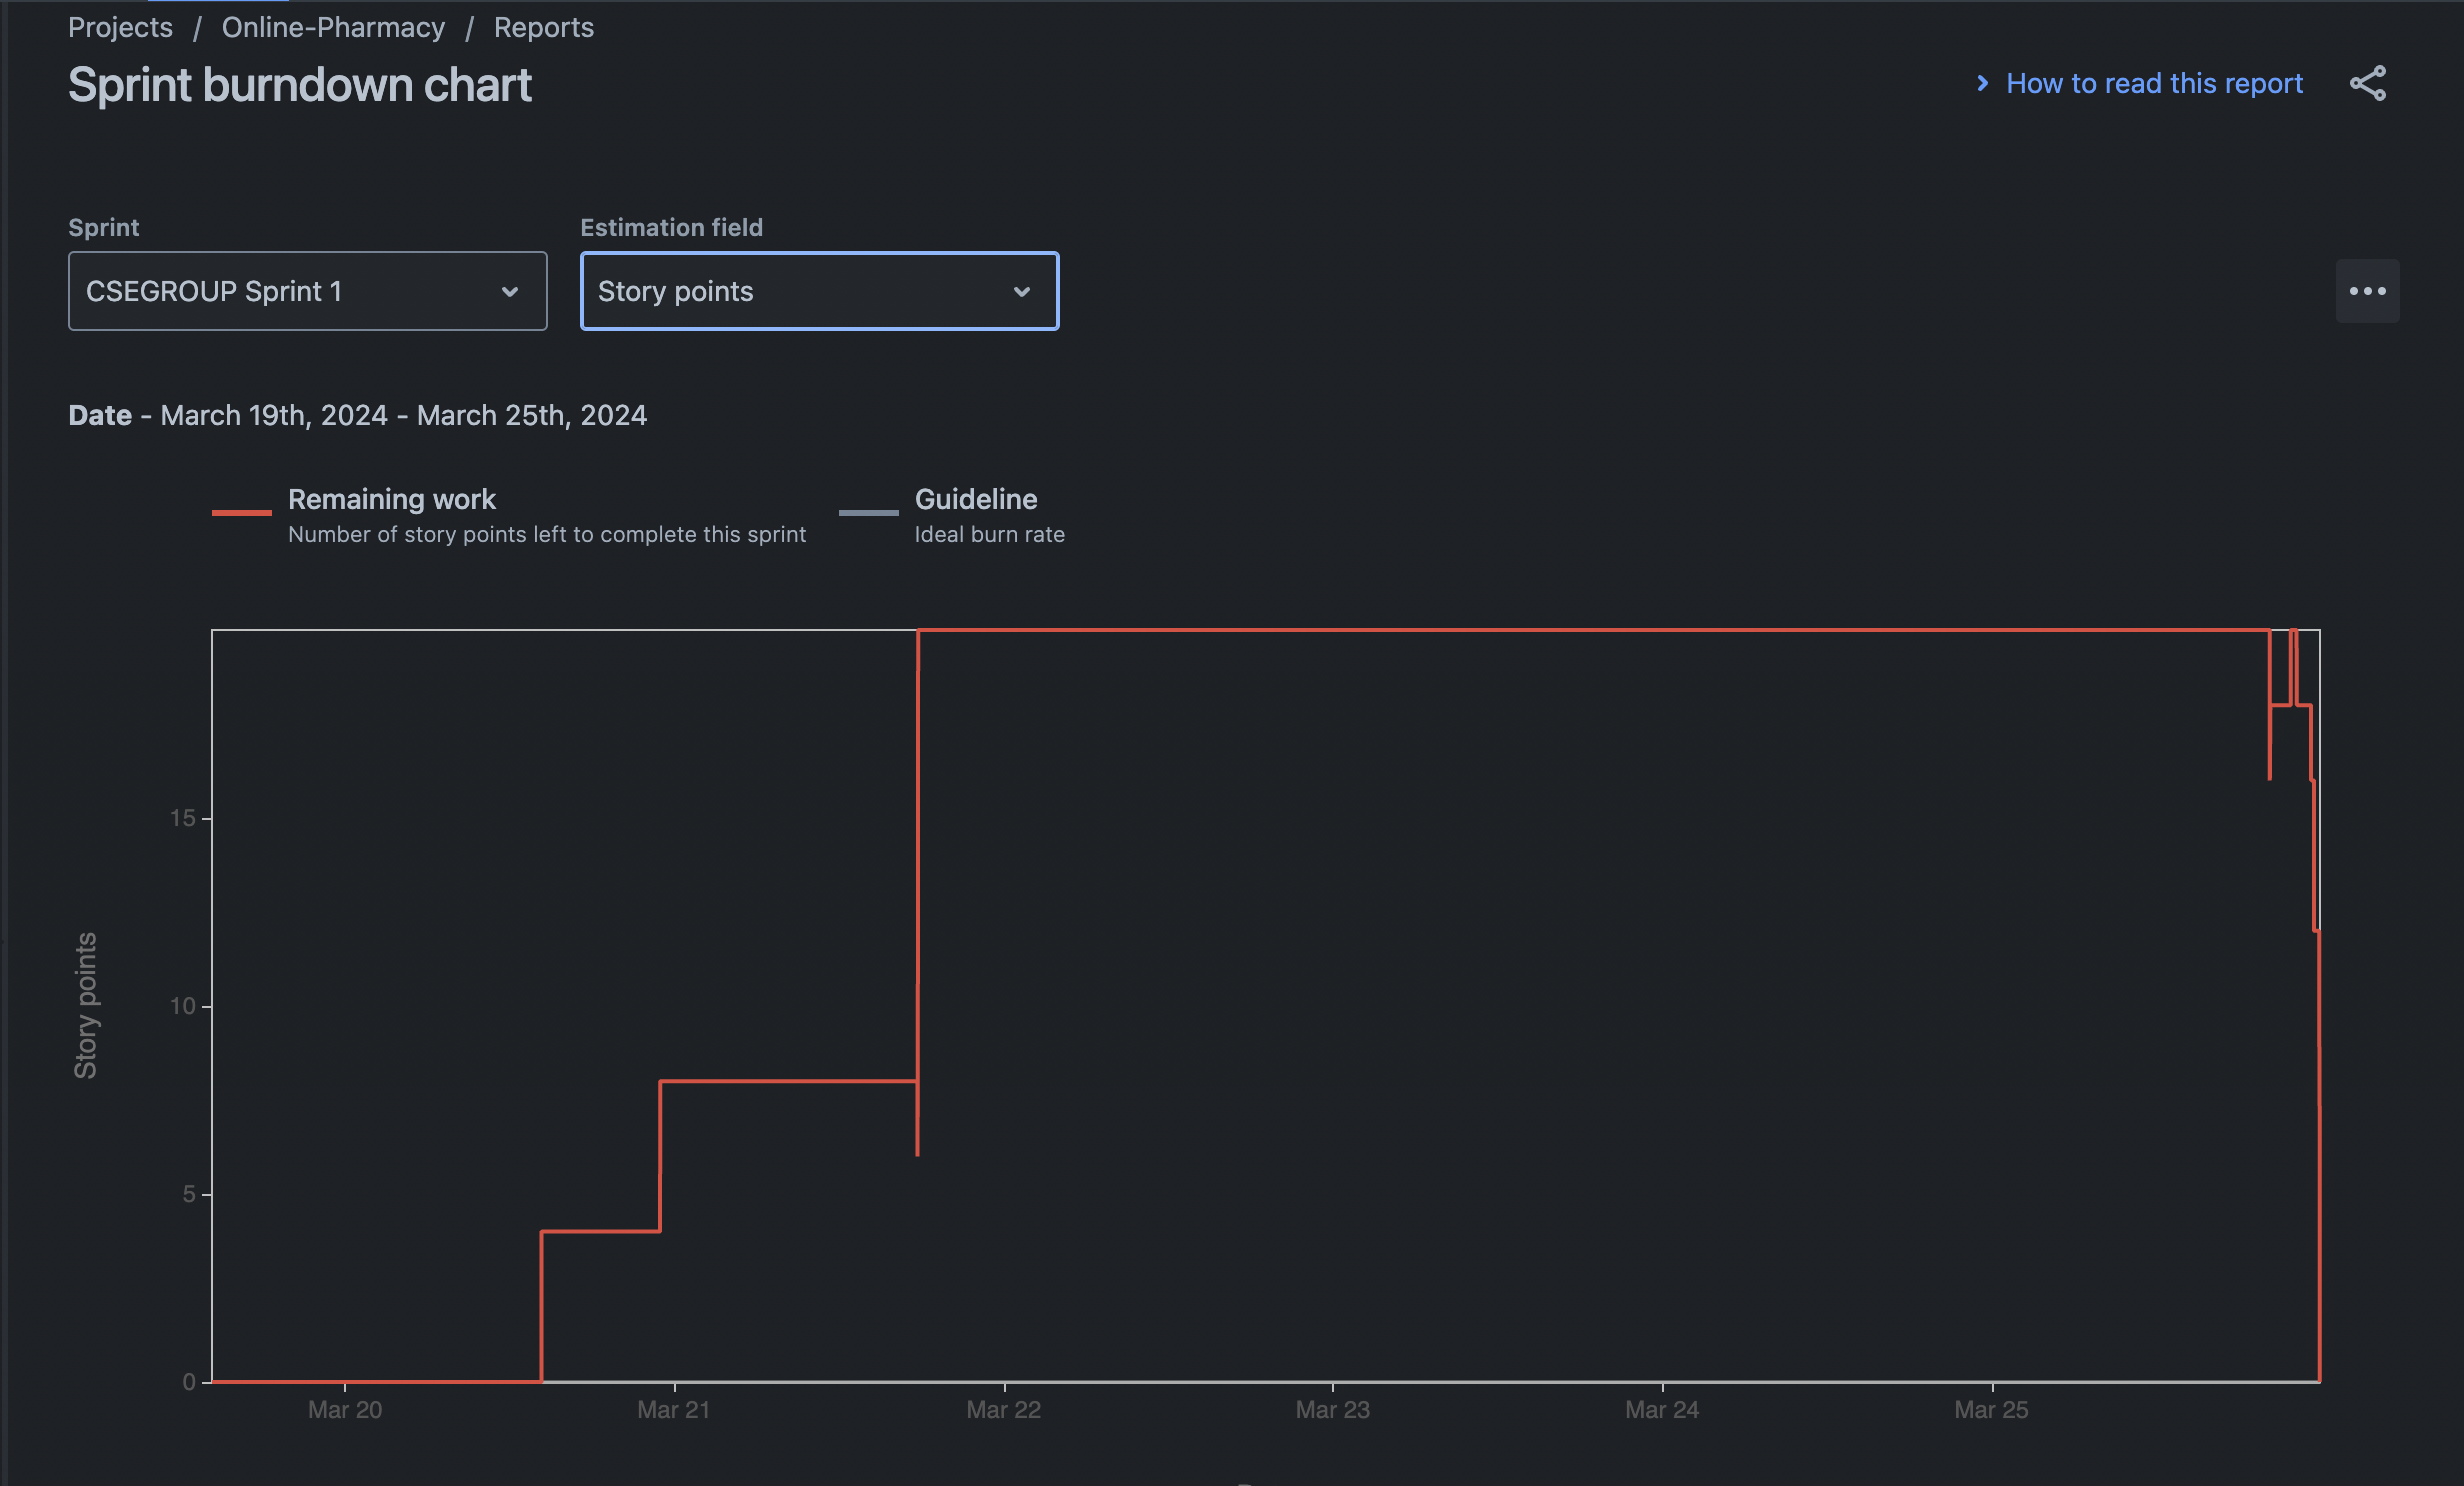 Projects / Online-Pharmacy / Reports
Sprint burndown chart
How to read this report
Sprint
Estimation field
CSEGROUP Sprint 1
Story points
Date - March 19th, 2024 - March 25th, 2024
Remaining work
Number of story points left to complete this sprint
Guideline
Ideal burn rate
15
10
5
0
Story points
Mar 20
Mar 21
Mar 22
Mar 23
Mar 24
Mar 25